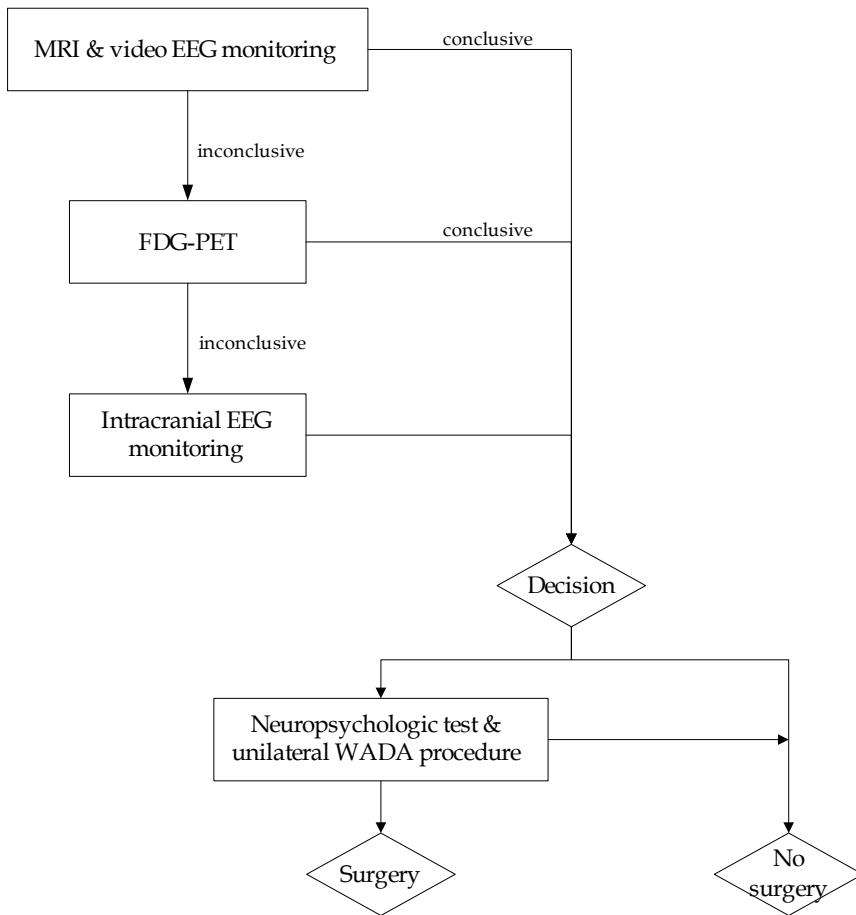 MRI & video EEG monitoring
conclusive
inconclusive
FDG-PET
conclusive
inconclusive
Intracranial EEG
monitoring
Decision
Neuropsychologic test &
unilateral WADA procedure
Surgery
No
surgery